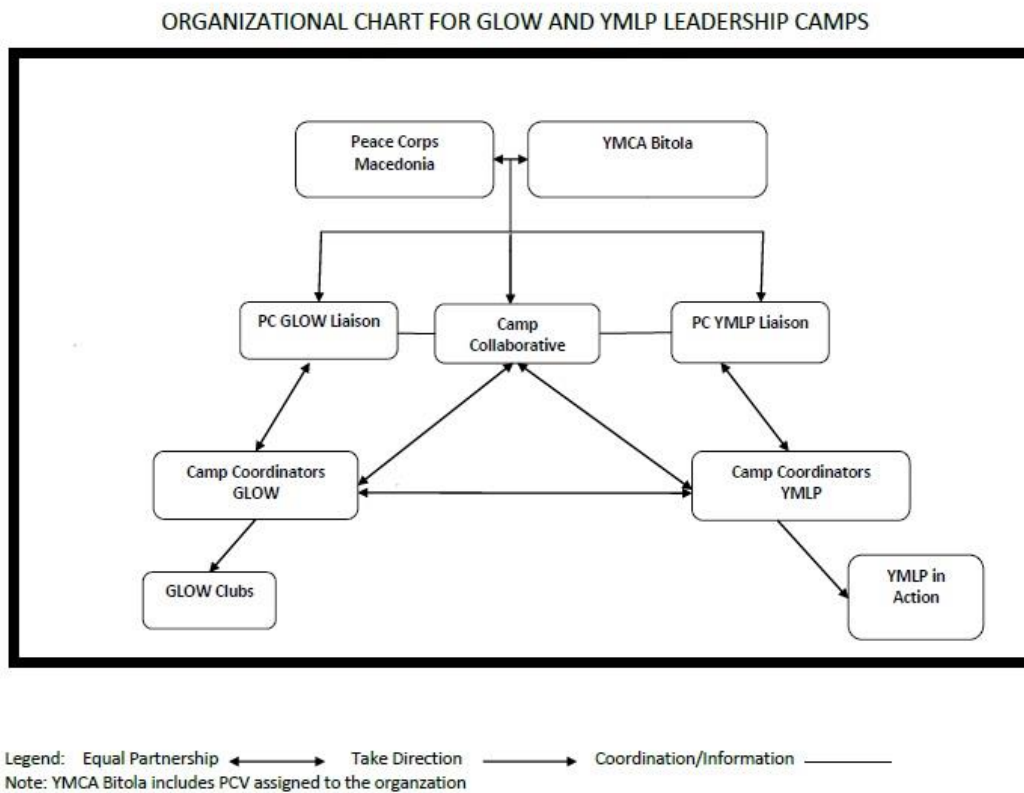 ORGANIZATIONAL CHART FOR GLOW AND YMLP LEADERSHIP CAMPS
Peace Corps
Macedonia
YMCA Bitola
PC GLOW Liaison
Camp
Collaborative
PC YMLP Liaison
Camp Coordinators
GLOW
Camp Coordinators
YMLP
GLOW Clubs
YMLP in
Action
Legend: Equal Partnership Take Direction Coordination/Information
Note: YMCA Bitola includes PCV assigned to the organzation